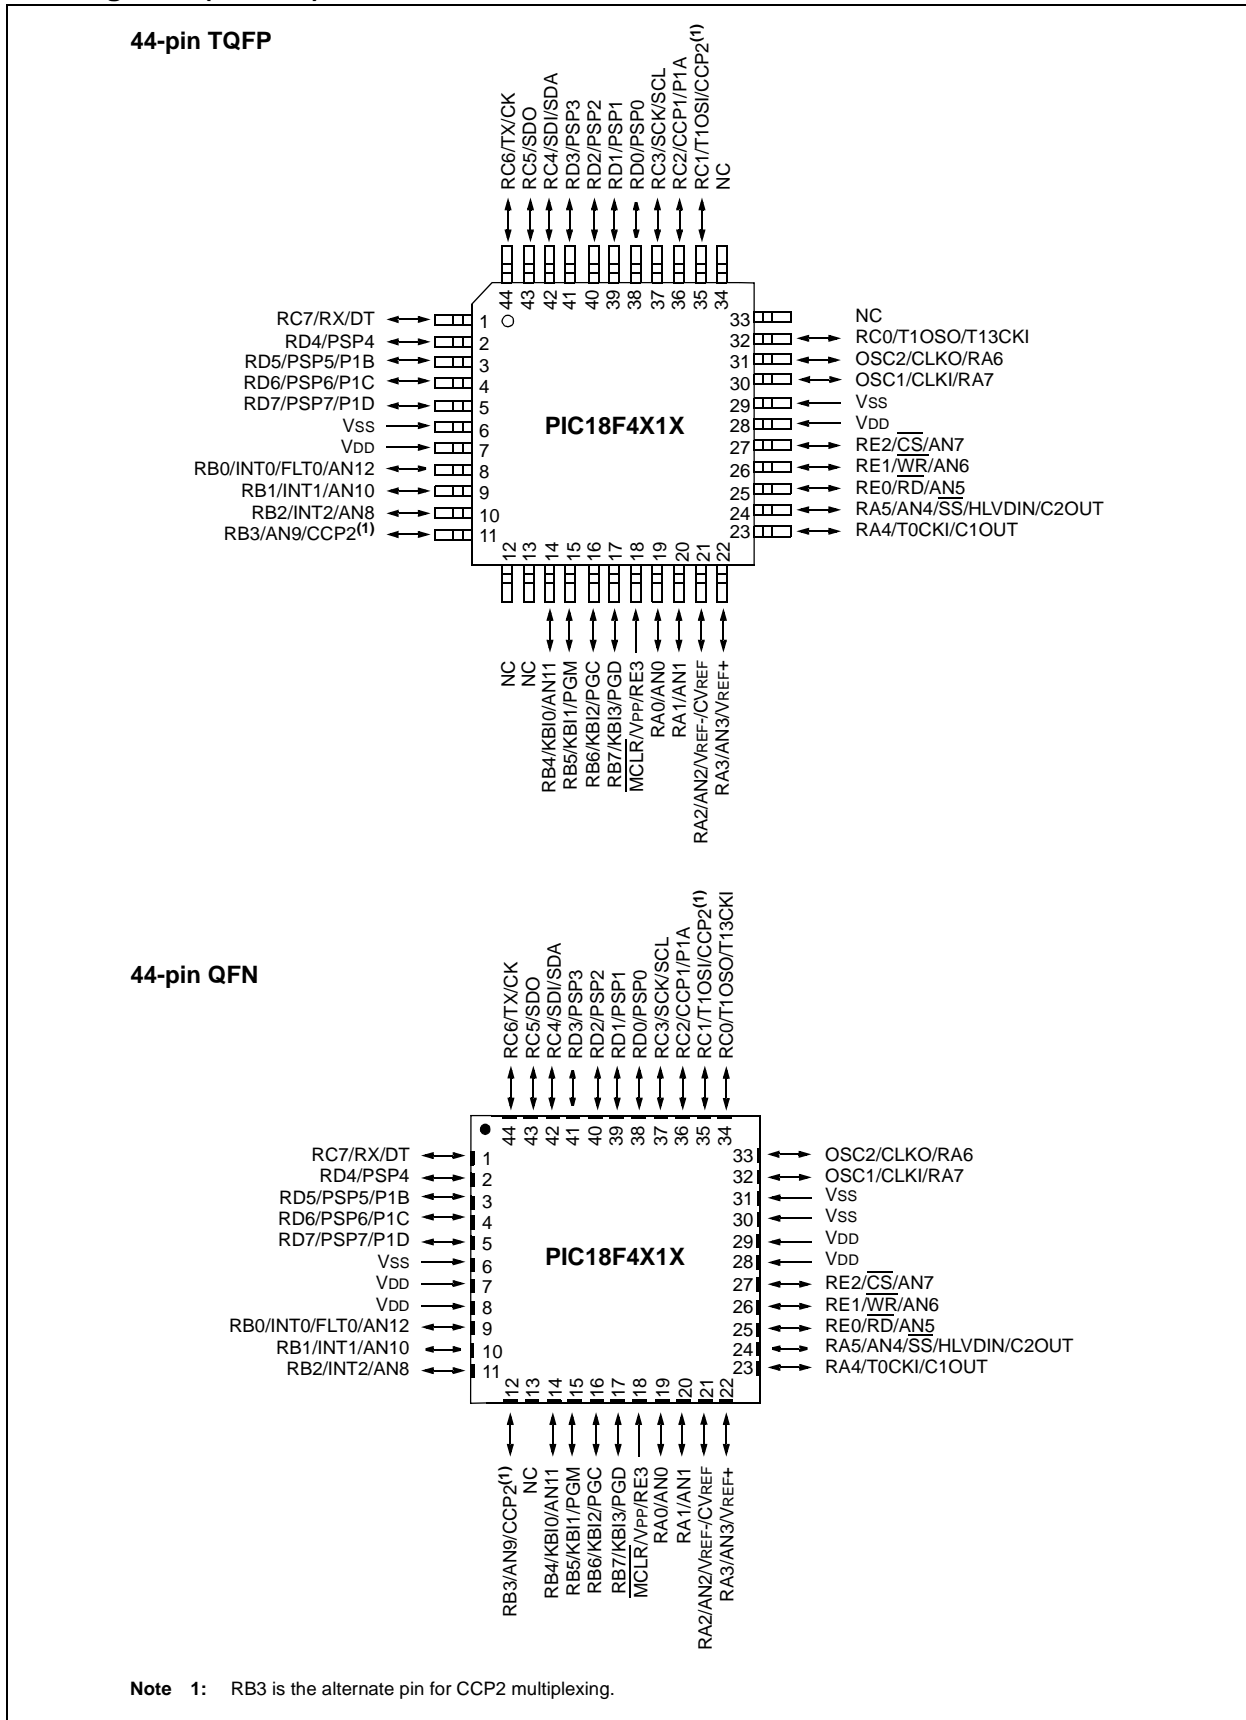 44-pin TQFP
RC6/TX/CK
RC5/SDO
RC4/SDI/SDA
RD3/PSP3
RD2/PSP2
RD1/PSP1
RD0/PSP0
RC3/SCK/SCL
RC2/CCP1/P1A
RC1/T1OSI/CCP2(1)
NC
44
43
42
41
40
39
38
37
36
35
34
RC7/RX/DT 1
RD4/PSP4 2
RD5/PSP5/P1B 3
RD6/PSP6/P1C 4
RD7/PSP7/P1D 5
VSS 6
VDD 7
RB0/INT0/FLT0/AN12 8
RB1/INT1/AN10 9
RB2/INT2/AN8 10
RB3/AN9/CCP2(1) 11
PIC18F4X1X
33 NC
32 RC0/T1OSO/T13CKI
31 OSC2/CLKO/RA6
30 OSC1/CLKI/RA7
29 VSS
28 VDD
27 RE2/CS/AN7
26 RE1/WR/AN6
25 RE0/RD/AN5
24 RA5/AN4/SS/HLVDIN/C2OUT
23 RA4/T0CKI/C1OUT
12
13
14
15
16
17
18
19
20
21
22
NC
NC
RB4/KBI0/AN11
RB5/KBI1/PGM
RB6/KBI2/PGC
RB7/KBI3/PGD
MCLR/VPP/RE3
RA0/AN0
RA1/AN1
RA2/AN2/VREF-/CVREF
RA3/AN3/VREF+
44-pin QFN
RC6/TX/CK
RC5/SDO
RC4/SDI/SDA
RD3/PSP3
RD2/PSP2
RD1/PSP1
RD0/PSP0
RC3/SCK/SCL
RC2/CCP1/P1A
RC1/T1OSI/CCP2(1)
RC0/T1OSO/T13CKI
44
43
42
41
40
39
38
37
36
35
34
RC7/RX/DT 1
RD4/PSP4 2
RD5/PSP5/P1B 3
RD6/PSP6/P1C 4
RD7/PSP7/P1D 5
VSS 6
VDD 7
VDD 8
RB0/INT0/FLT0/AN12 9
RB1/INT1/AN10 10
RB2/INT2/AN8 11
PIC18F4X1X
33 OSC2/CLKO/RA6
32 OSC1/CLKI/RA7
31 VSS
30 VSS
29 VDD
28 VDD
27 RE2/CS/AN7
26 RE1/WR/AN6
25 RE0/RD/AN5
24 RA5/AN4/SS/HLVDIN/C2OUT
23 RA4/T0CKI/C1OUT
12
13
14
15
16
17
18
19
20
21
22
RB3/AN9/CCP2(1)
NC
RB4/KBI0/AN11
RB5/KBI1/PGM
RB6/KBI2/PGC
RB7/KBI3/PGD
MCLR/VPP/RE3
RA0/AN0
RA1/AN1
RA2/AN2/VREF-/CVREF
RA3/AN3/VREF+
Note 1: RB3 is the alternate pin for CCP2 multiplexing.